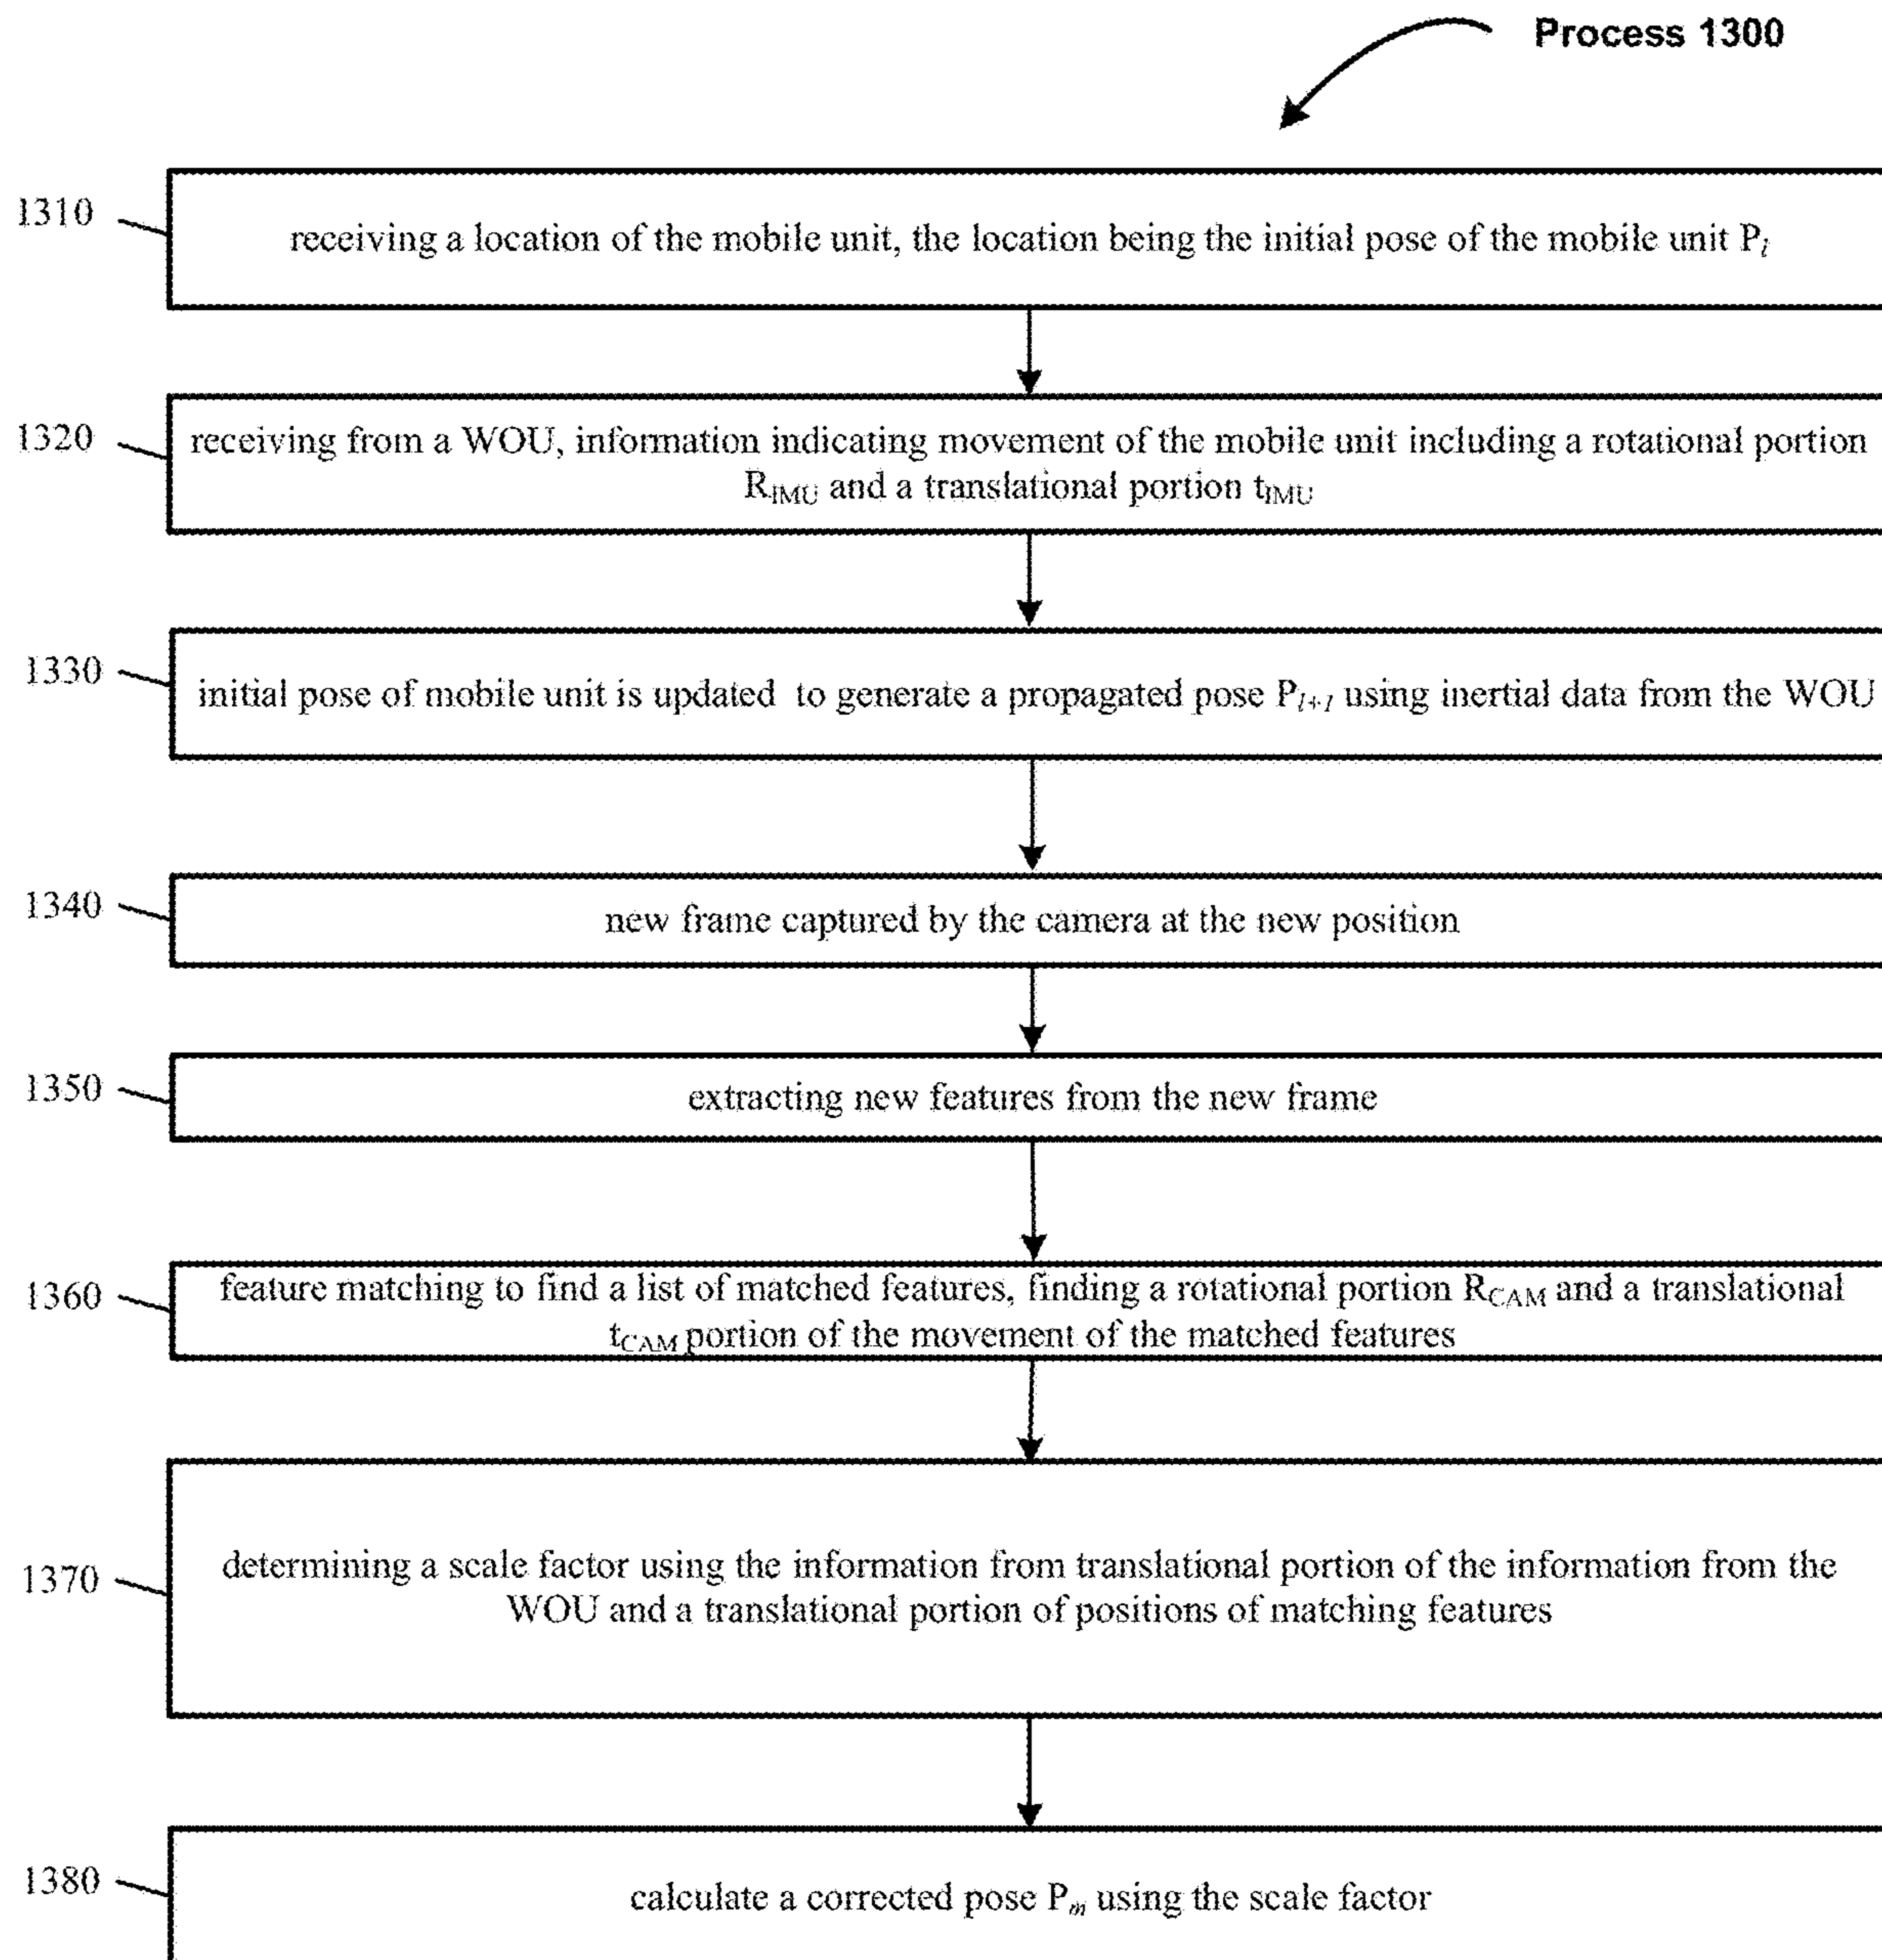 Process 1300
1310
receiving a location of the mobile unit, the location being the initial pose of the mobile unit Pl
1320
receiving from a WOU, information indicating movement of the mobile unit including a rotational portion
RIMU and a translational portion tIMU
1330
initial pose of mobile unit is updated to generate a propagated pose Pl+1 using inertial data from the WOU
1340
new frame captured by the camera at the new position
1350
extracting new features from the new frame
1360
feature matching to find a list of matched features, finding a rotational portion RCAM and a translational
tCAM portion of the movement of the matched features
1370
determining a scale factor using the information from translational portion of the information from the
WOU and a translational portion of positions of matching features
1380
calculate a corrected pose Pm using the scale factor